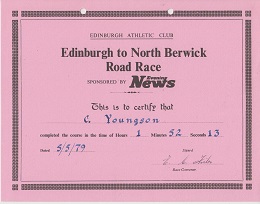 EDINBURGH ATHLETIC CLUB
Edinburgh to North Berwick
Road Race
SPONSORED BY Evening News
This is to certify that
C. Youngson
completed the course in the time of Hours 1 Minutes 52 Seconds 13
Dated 5/5/79 Signed
Race Convener